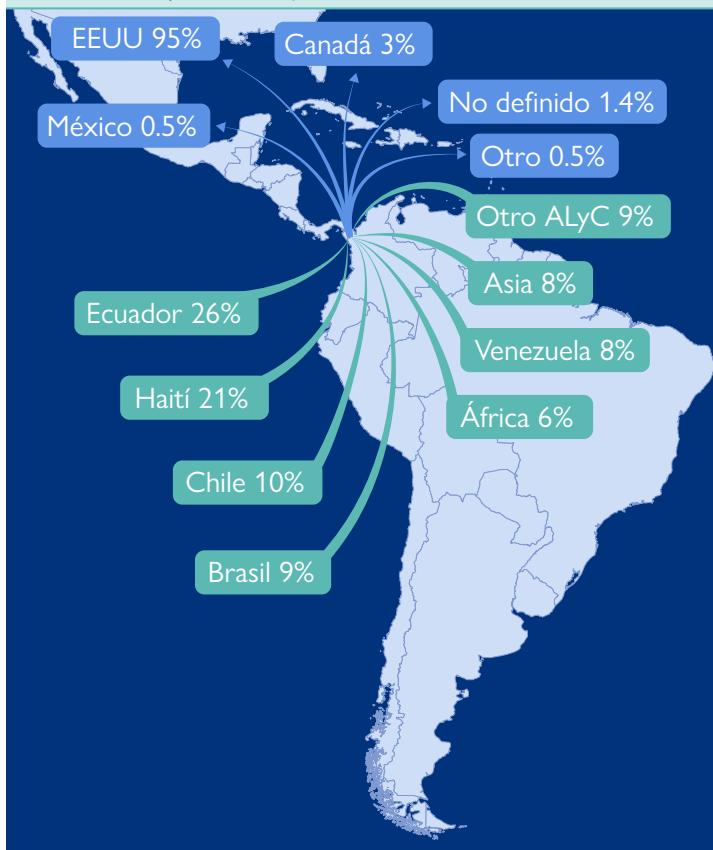 EEUU 95%
Canadá 3%
No definido 1.4%
México 0.5%
Otro 0.5%
Otro ALyC 9%
Asia 8%
Ecuador 26%
Venezuela 8%
Haití 21%
África 6%
Chile 10%
Brasil 9%